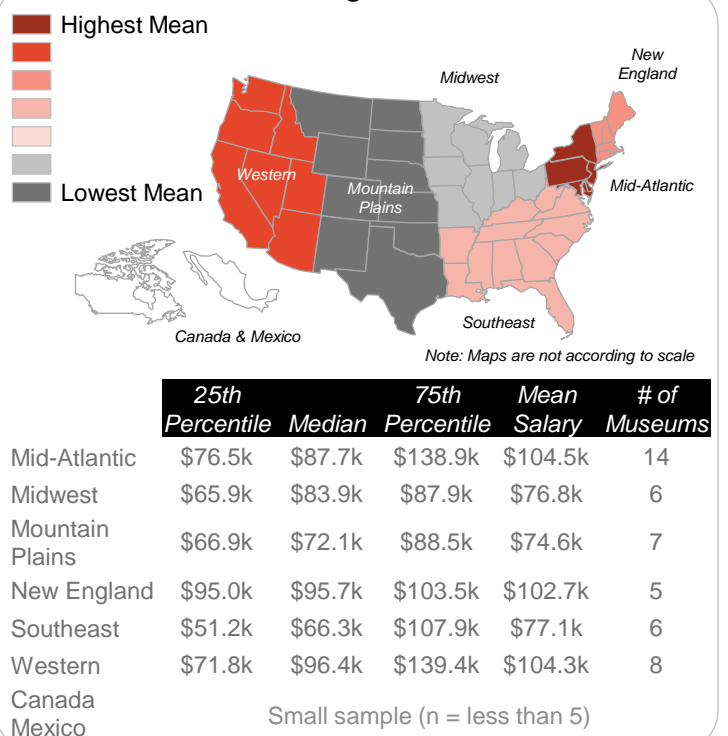 Highest Mean
Lowest Mean
Midwest
New
England
Western
Mountain
Plains
Mid-Atlantic
Southeast
Canada & Mexico
Note: Maps are not according to scale
25th Percentile Median 75th Percentile Mean Salary # of Museums
Mid-Atlantic $76.5k $87.7k $138.9k $104.5k 14
Midwest $65.9k $83.9k $87.9k $76.8k 6
Mountain Plains $66.9k $72.1k $88.5k $74.6k 7
New England $95.0k $95.7k $103.5k $102.7k 5
Southeast $51.2k $66.3k $107.9k $77.1k 6
Western $71.8k $96.4k $139.4k $104.3k 8
Canada
Mexico
Small sample (n = less than 5)